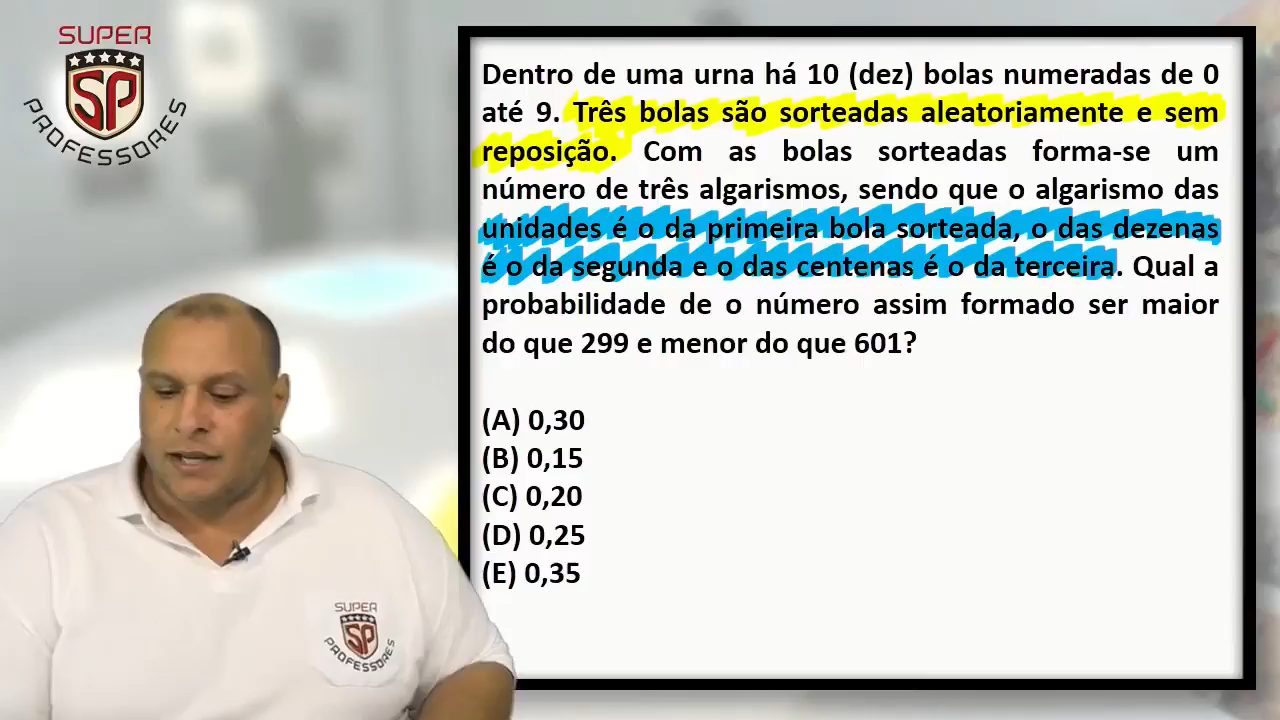 SUPER
SP
PROFESSORES
Dentro de uma urna há 10 (dez) bolas numeradas de 0
até 9. Três bolas são sorteadas aleatoriamente e sem
reposição. Com as bolas sorteadas forma-se um
número de três algarismos, sendo que o algarismo das
unidades é o da primeira bola sorteada, o das dezenas
é o da segunda e o das centenas é o da terceira. Qual a
probabilidade de o número assim formado ser maior
do que 299 e menor do que 601?
(A) 0,30
(B) 0,15
(C) 0,20
(D) 0,25
(E) 0,35
SUPER
SP
PROFESSORES